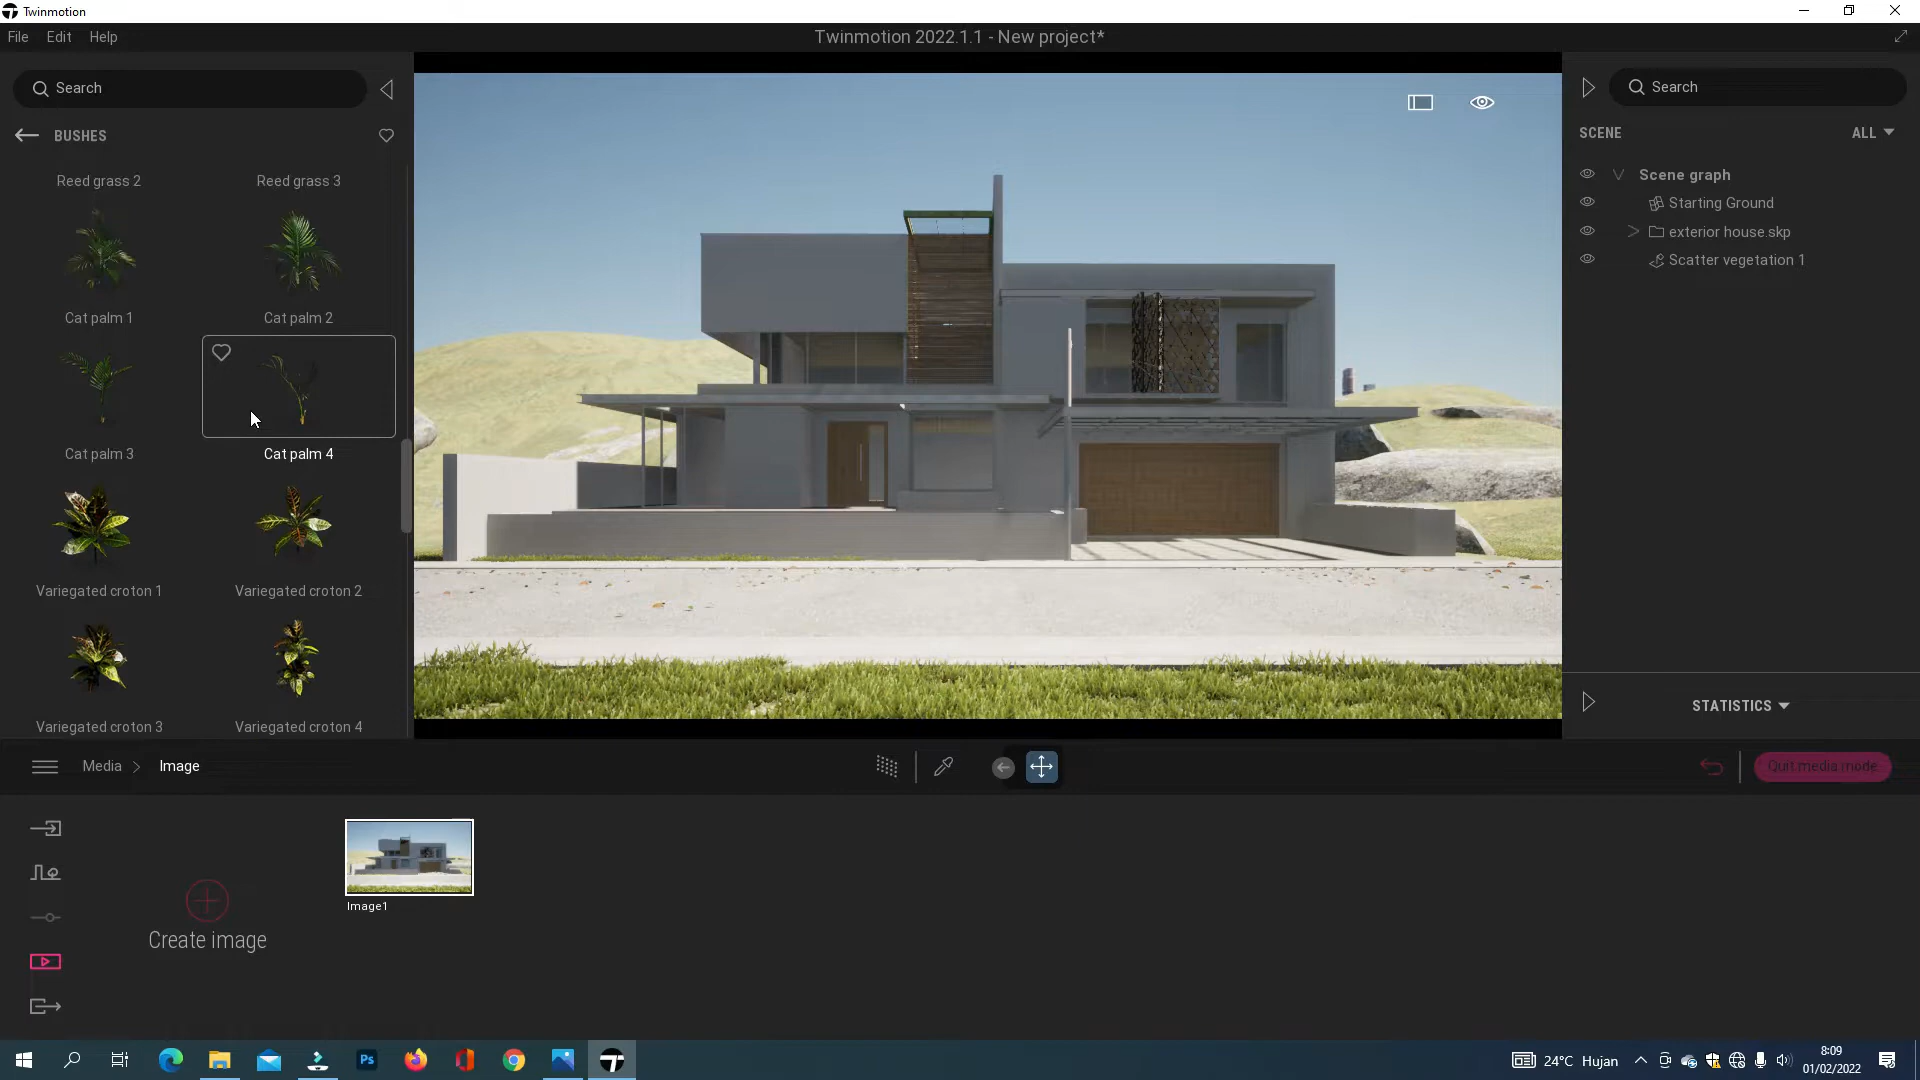 Twinmotion
File Edit Help
Twinmotion 2022.1.1 - New project*
Search
BUSHES
Reed grass 2 Reed grass 3
Cat palm 1 Cat palm 2
Cat palm 3 Cat palm 4
Variegated croton 1 Variegated croton 2
Variegated croton 3 Variegated croton 4
Search
SCENE ALL
Scene graph
Starting Ground
exterior house.skp
Scatter vegetation 1
STATISTICS
Media Image
Quit media mode
Create image
Image1
Ps
24°C Hujan
8:09
01/02/2022